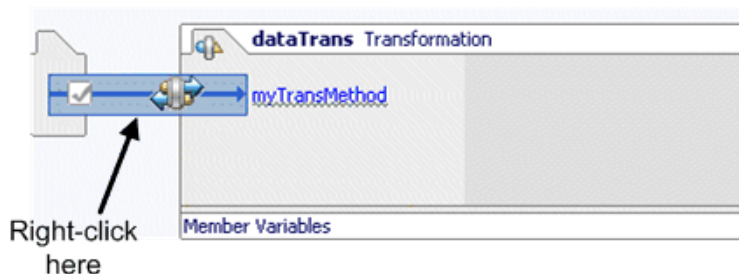 dataTrans Transformation
myTransMethod
Right-click
here
Member Variables